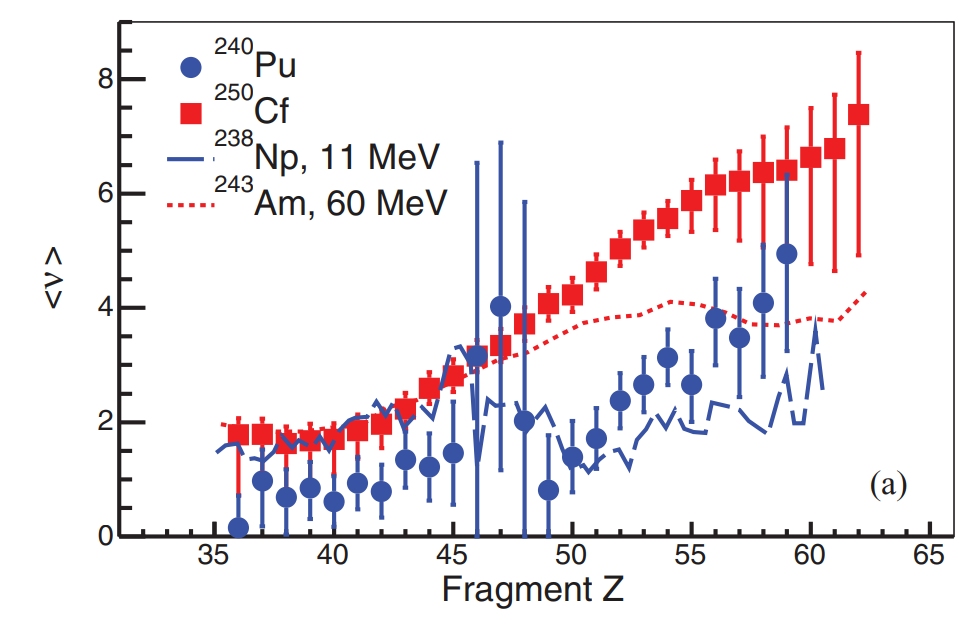 240Pu
250Cf
238Np, 11 MeV
243Am, 60 MeV
8
6
4
2
0
<ν>
(a)
35 40 45 50 55 60 65
Fragment Z